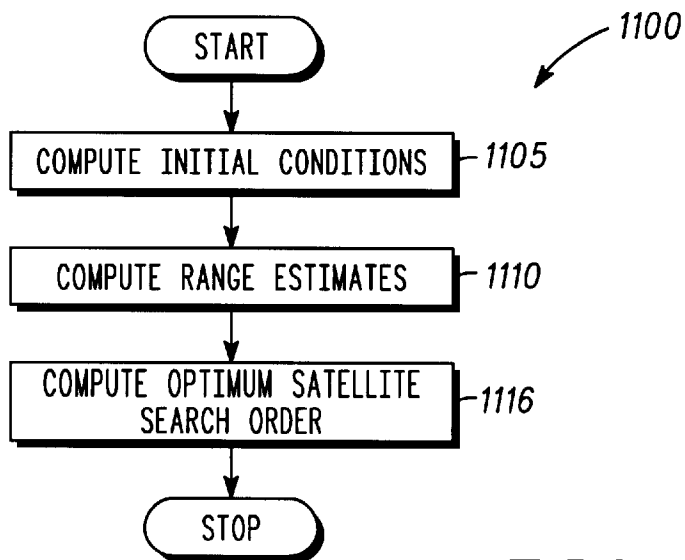 START
1100
COMPUTE INITIAL CONDITIONS
1105
COMPUTE RANGE ESTIMATES
1110
COMPUTE OPTIMUM SATELLITE
SEARCH ORDER
1116
STOP